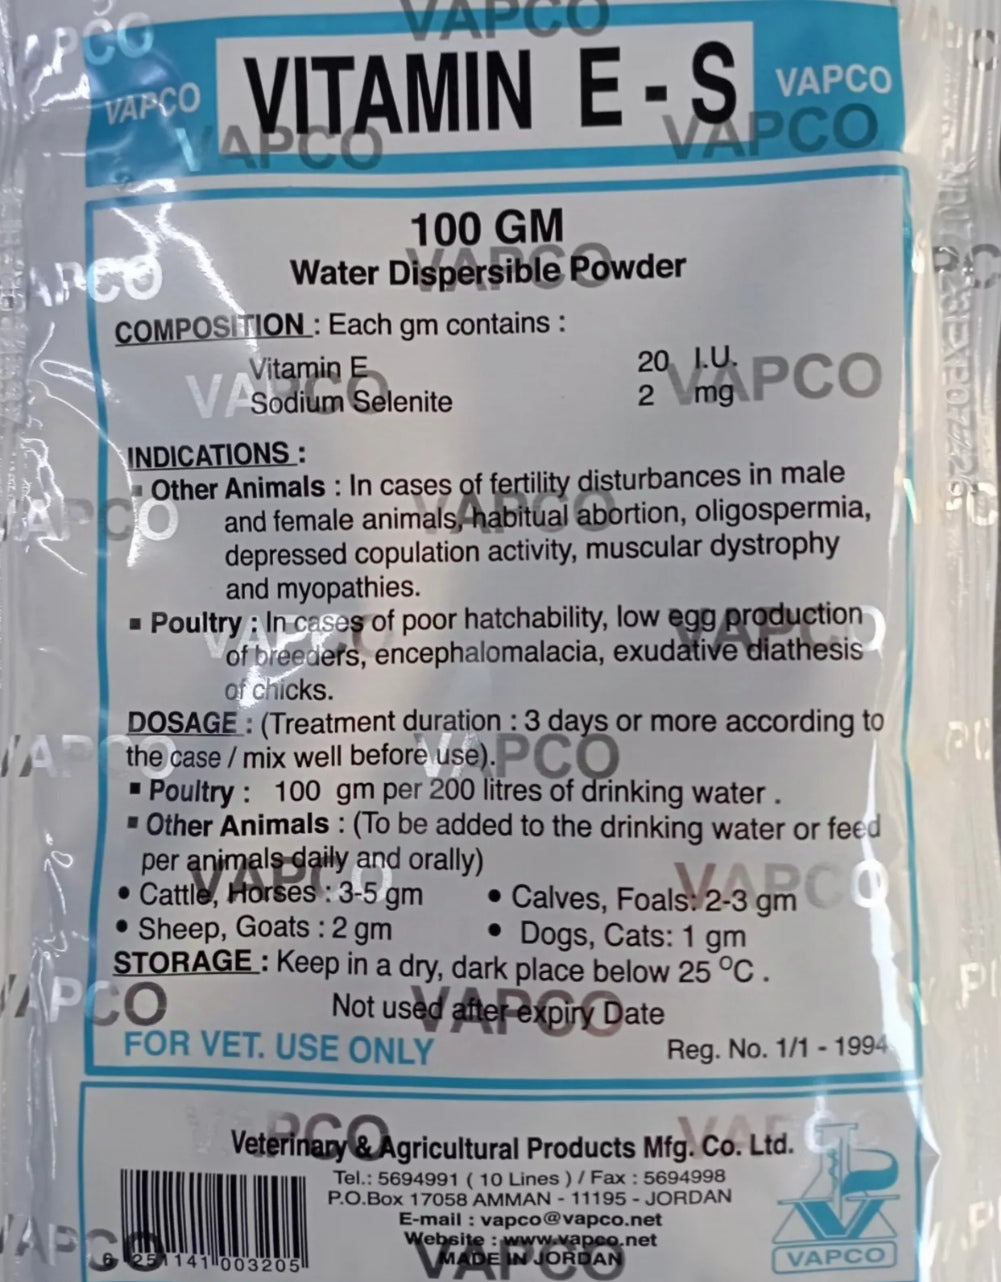 VAPCO
VITAMIN E - S
VAPCO
100 GM
Water Dispersible Powder
COMPOSITION : Each gm contains :
Vitamin E 20 I.U.
Sodium Selenite 2 mg
INDICATIONS :
▪ Other Animals : In cases of fertility disturbances in male
and female animals, habitual abortion, oligospermia,
depressed copulation activity, muscular dystrophy
and myopathies.
▪ Poultry : In cases of poor hatchability, low egg production
of breeders, encephalomalacia, exudative diathesis
of chicks.
DOSAGE : (Treatment duration : 3 days or more according to
the case / mix well before use).
▪ Poultry : 100 gm per 200 litres of drinking water .
▪ Other Animals : (To be added to the drinking water or feed
per animals daily and orally)
• Cattle, Horses : 3-5 gm • Calves, Foals: 2-3 gm
• Sheep, Goats : 2 gm • Dogs, Cats: 1 gm
STORAGE : Keep in a dry, dark place below 25 °C .
Not used after expiry Date
FOR VET. USE ONLY Reg. No. 1/1 - 1994
Veterinary & Agricultural Products Mfg. Co. Ltd.
Tel.: 5694991 ( 10 Lines ) / Fax : 5694998
P.O.Box 17058 AMMAN - 11195 - JORDAN
E-mail : vapco@vapco.net
Website : www.vapco.net
MADE IN JORDAN
6 251141 003205
VAPCO